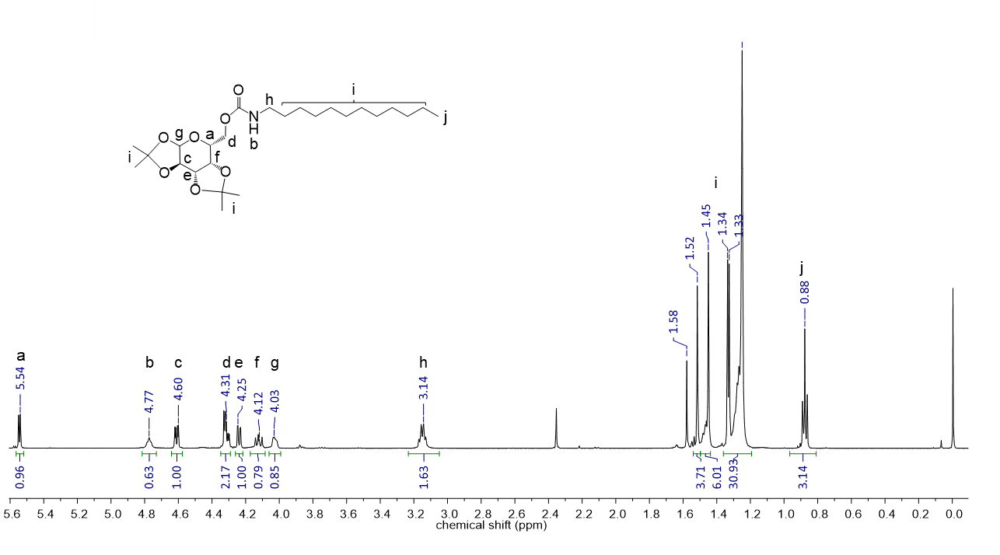 O
h
i
j
O
N
H
b
g
O
a
d
O
i
c
f
O
e
O
O
i
i
1.45
1.34
1.33
1.52
j
0.88
1.58
a
b
c
d
e
f
g
h
5.54
4.77
4.60
4.31
4.25
4.12
4.03
3.14
0.96
0.63
1.00
2.17
1.00
0.79
0.85
1.63
3.71
6.01
30.93
3.14
5.6 5.4 5.2 5.0 4.8 4.6 4.4 4.2 4.0 3.8 3.6 3.4 3.2 3.0 2.8 2.6 2.4 2.2 2.0 1.8 1.6 1.4 1.2 1.0 0.8 0.6 0.4 0.2 0.0
chemical shift (ppm)